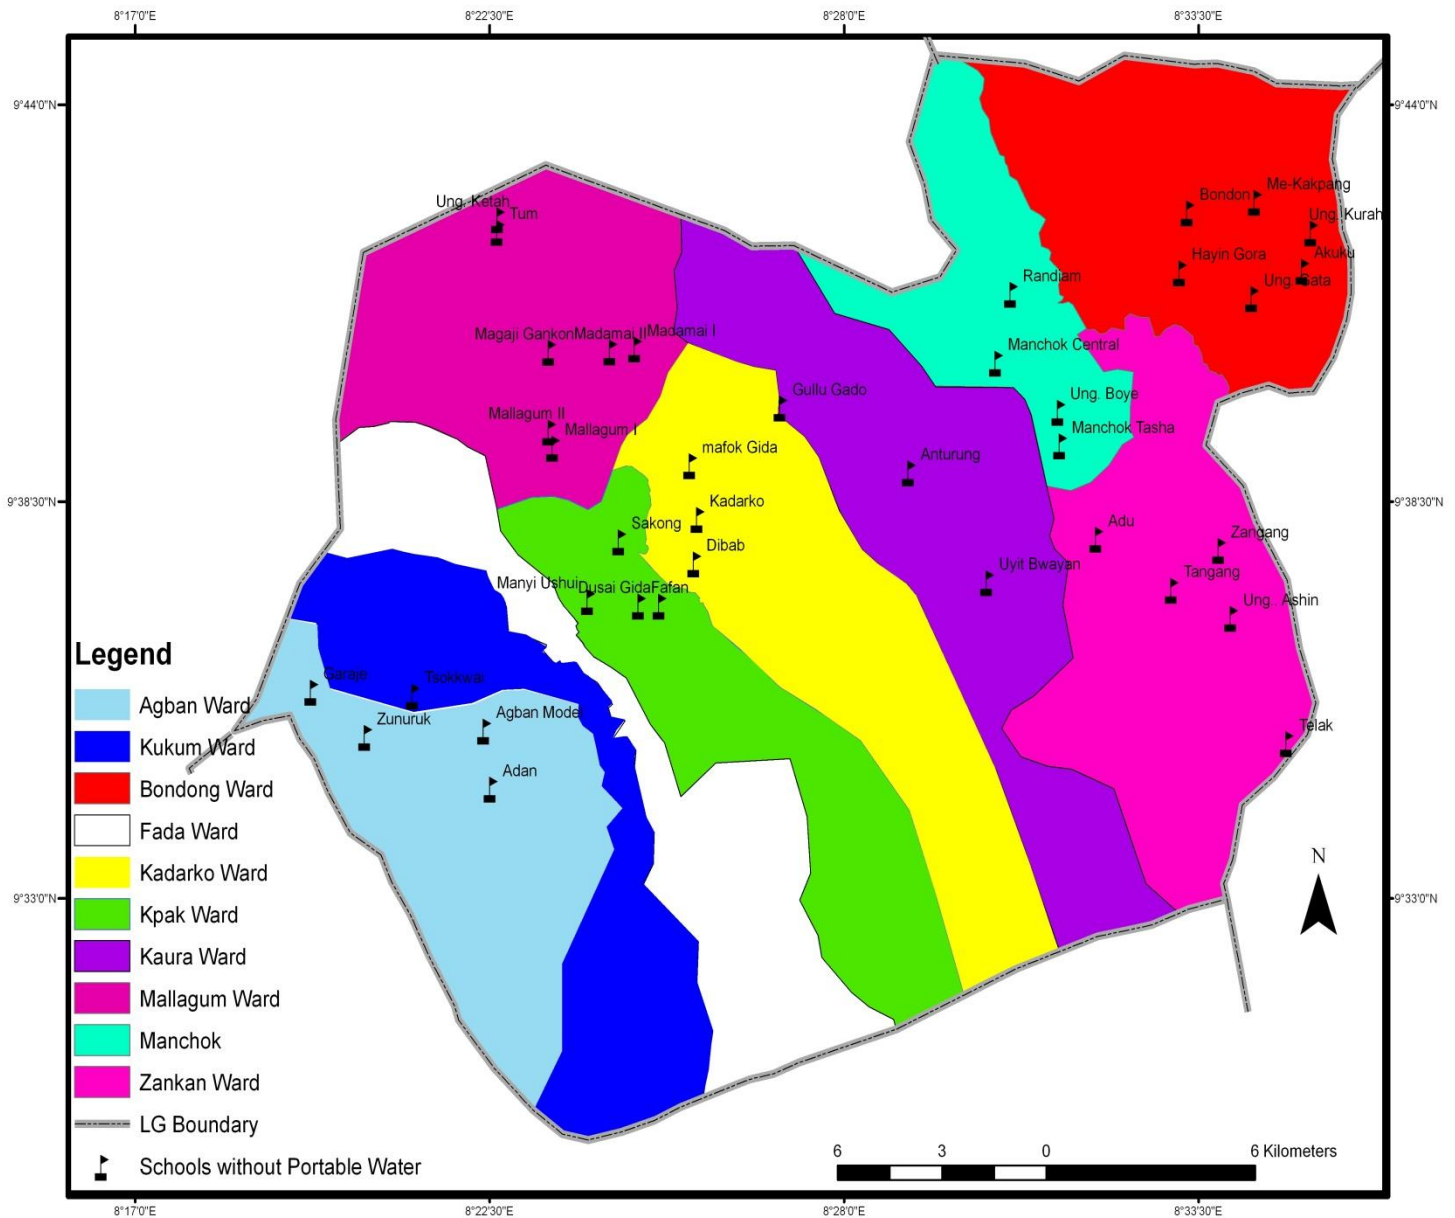 8°17'0"E 8°22'30"E 8°28'0"E 8°33'30"E
9°44'0"N 9°44'0"N
Me-Kakpang
Bondon
Ung. Ketah
Tum
Ung. Kurah
Akuku
Hayin Gora
Randiam
Ung. Sata
Magaji Gankon Madamai II Madamai I
Manchok Central
Gullu Gado
Ung. Boye
Mallagum II
Mallagum I
Manchok Tasha
mafok Gida
Anturung
9°38'30"N 9°38'30"N
Kadarko
Sakong
Adu
Zangang
Dibab
Uyit Bwayan
Tangang
Manyi Ushui
Dusai Gida Fafan
Ung.. Ashin
Garaje
Tsokkwai
Zunuruk
Agban Model
Telak
Adan
9°33'0"N 9°33'0"N
Legend
Agban Ward
Kukum Ward
Bondong Ward
Fada Ward
Kadarko Ward
Kpak Ward
Kaura Ward
Mallagum Ward
Manchok
Zankan Ward
LG Boundary
Schools without Portable Water
N
6 3 0 6 Kilometers
8°17'0"E 8°22'30"E 8°28'0"E 8°33'30"E